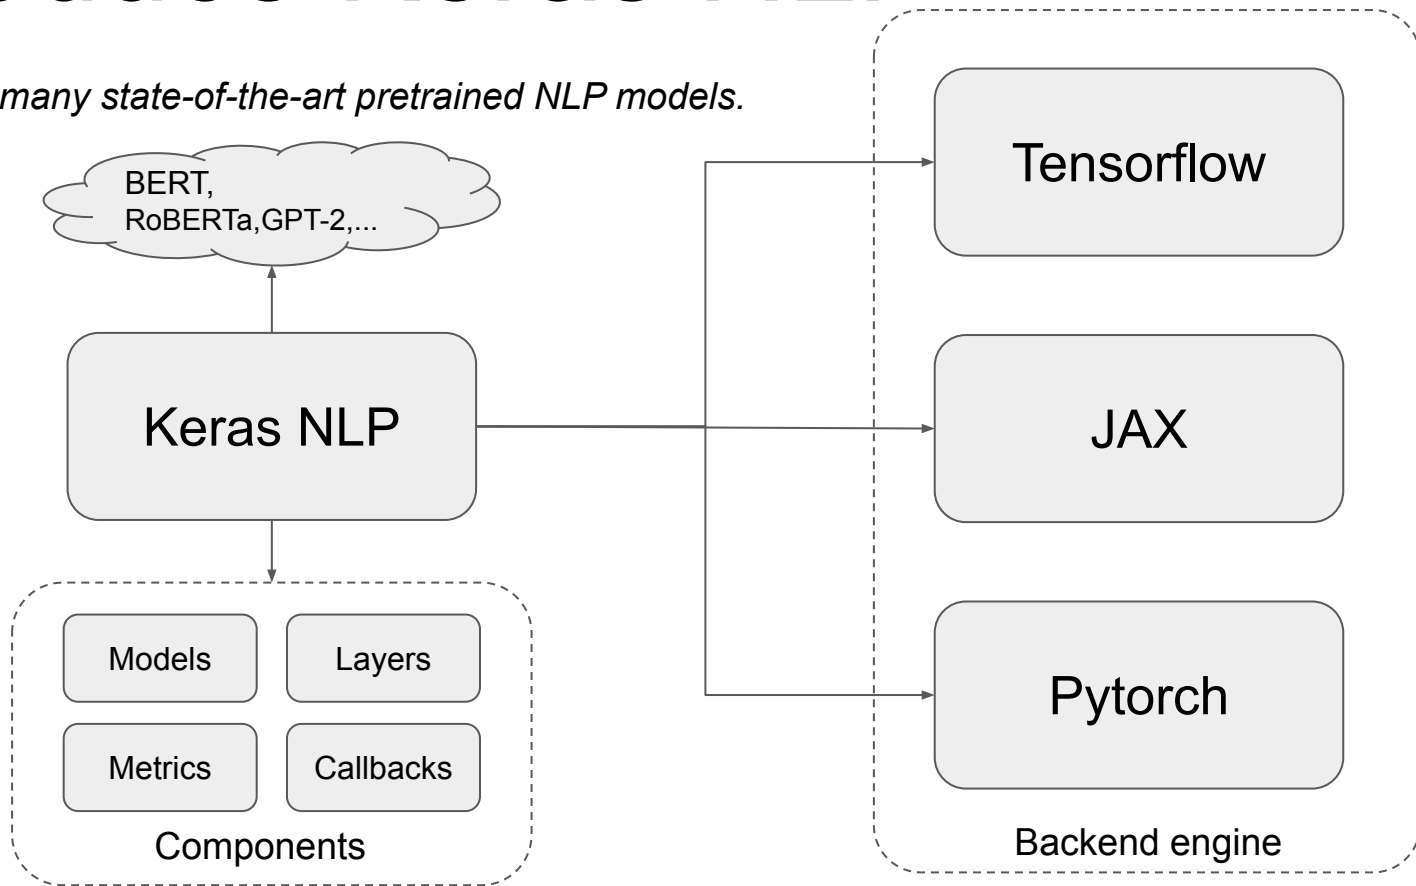 many state-of-the-art pretrained NLP models.
BERT,
RoBERTa,GPT-2,...
Keras NLP
Models
Layers
Metrics
Callbacks
Components
Tensorflow
JAX
Pytorch
Backend engine